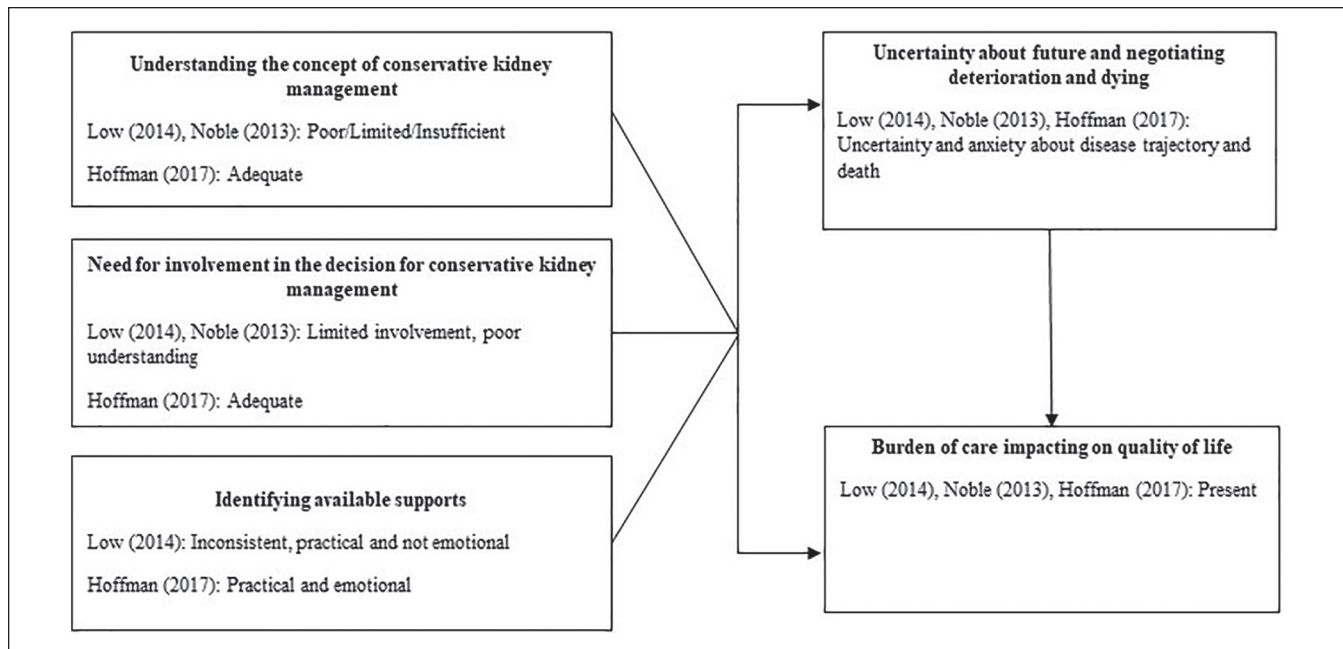 Understanding the concept of conservative kidney
management
Low (2014), Noble (2013): Poor/Limited/Insufficient
Hoffman (2017): Adequate
Need for involvement in the decision for conservative kidney
management
Low (2014), Noble (2013): Limited involvement, poor
understanding
Hoffman (2017): Adequate
Identifying available supports
Low (2014): Inconsistent, practical and not emotional
Hoffman (2017): Practical and emotional
Uncertainty about future and negotiating
deterioration and dying
Low (2014), Noble (2013), Hoffman (2017):
Uncertainty and anxiety about disease trajectory and
death
Burden of care impacting on quality of life
Low (2014), Noble (2013), Hoffman (2017): Present